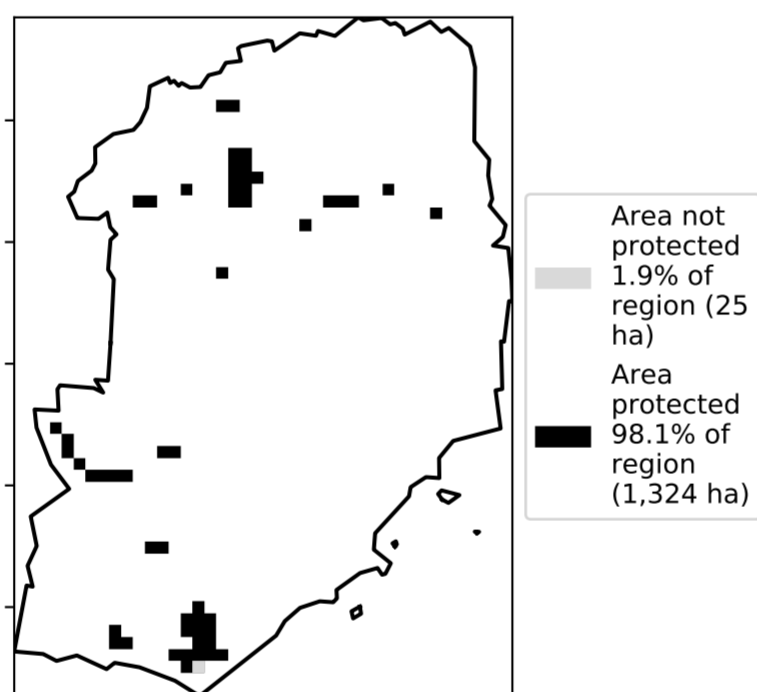 Area not
protected
1.9% of
region (25
ha)
Area
protected
98.1% of
region
(1,324 ha)